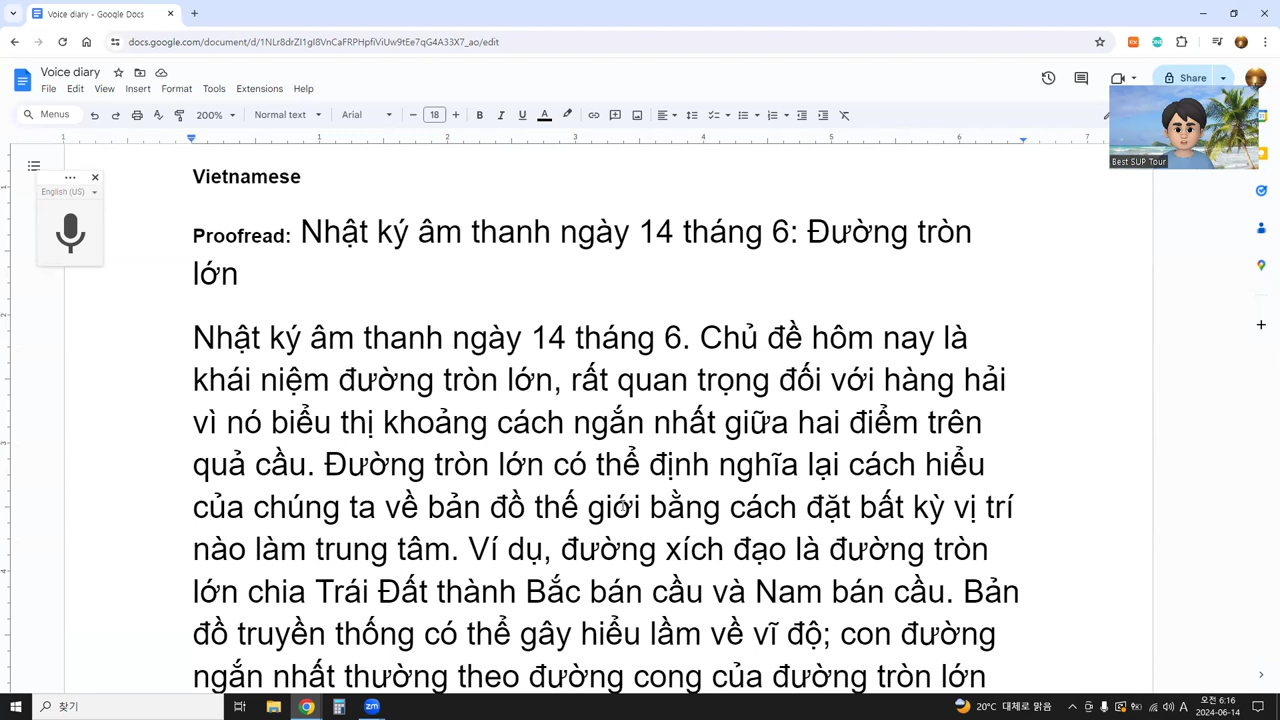 Voice diary - Google Docs
docs.google.com/document/d/1NLr8drZI1gI8VnCaFRPHpfiViUw9tEe7qG4A33X7_ao/edit
Voice diary
File Edit View Insert Format Tools Extensions Help
Share
Menus
200%
Normal text
Arial
18
Best SUP Tour
1 1 2 3 4 5 6 7
English (US)
Vietnamese
Proofread: Nhật ký âm thanh ngày 14 tháng 6: Đường tròn
lớn
Nhật ký âm thanh ngày 14 tháng 6. Chủ đề hôm nay là
khái niệm đường tròn lớn, rất quan trọng đối với hàng hải
vì nó biểu thị khoảng cách ngắn nhất giữa hai điểm trên
quả cầu. Đường tròn lớn có thể định nghĩa lại cách hiểu
của chúng ta về bản đồ thế giới bằng cách đặt bất kỳ vị trí
nào làm trung tâm. Ví dụ, đường xích đạo là đường tròn
lớn chia Trái Đất thành Bắc bán cầu và Nam bán cầu. Bản
đồ truyền thống có thể gây hiểu lầm về vĩ độ; con đường
ngắn nhất thường theo đường cong của đường tròn lớn
찾기
20°C 대체로 맑음
A
오전 6:16
2024-06-14